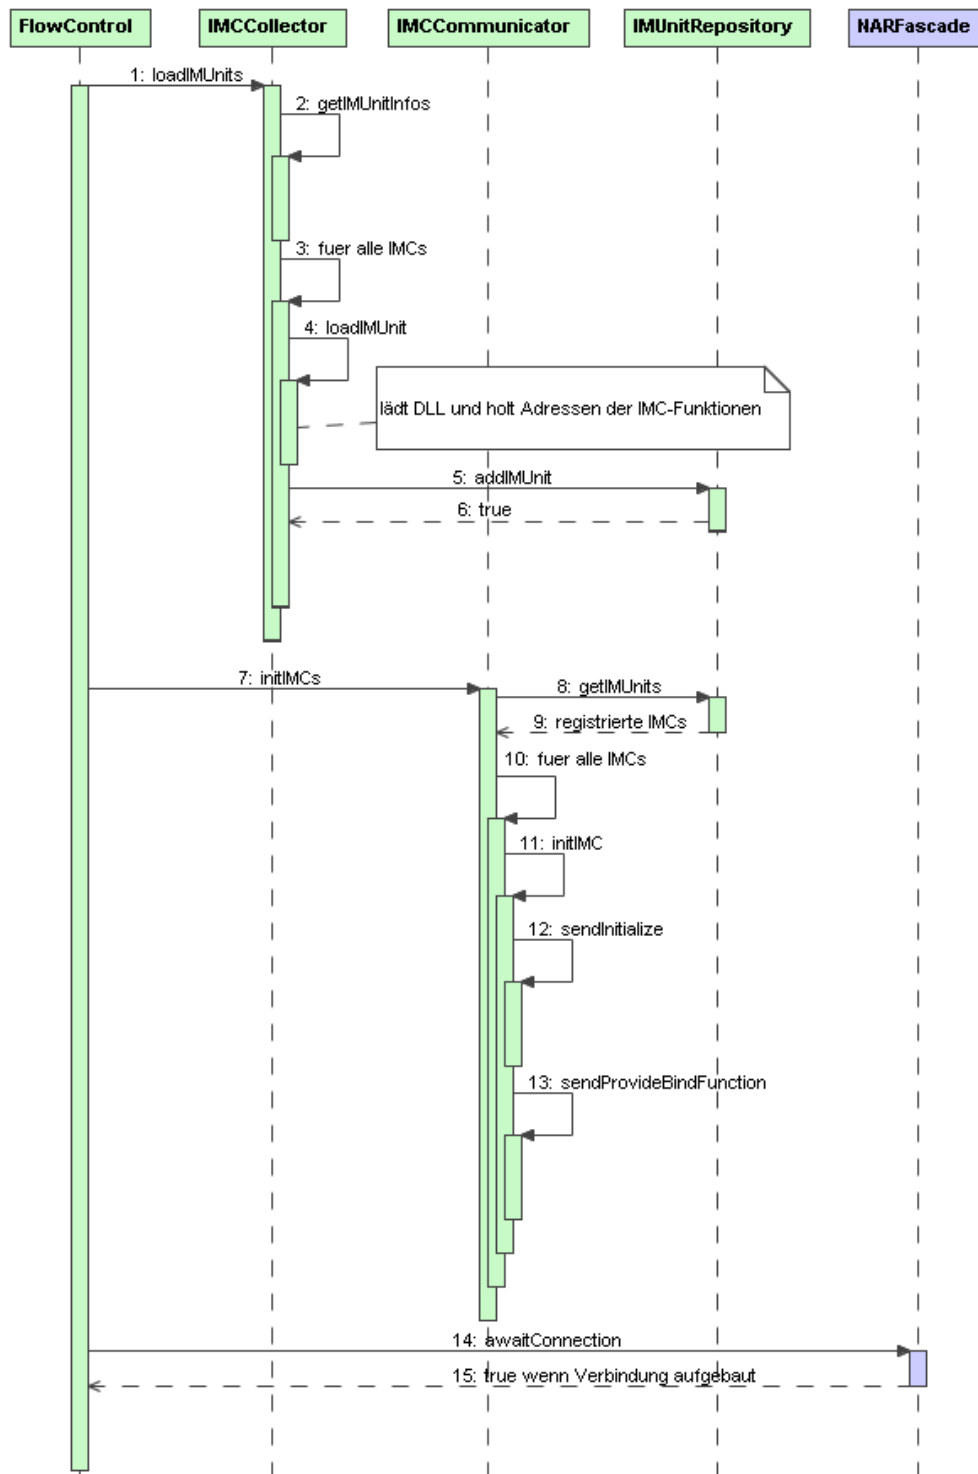 FlowControl IMCCollector IMCCommunicator IMUnitRepository NARFascade
1: loadIMUnits
2: getIMUnitInfos
3: fuer alle IMCs
4: loadIMUnit
lädt DLL und holt Adressen der IMC-Funktionen
5: addIMUnit
6: true
7: initIMCs
8: getIMUnits
9: registrierte IMCs
10: fuer alle IMCs
11: initIMC
12: sendInitialize
13: sendProvideBindFunction
14: awaitConnection
15: true wenn Verbindung aufgebaut